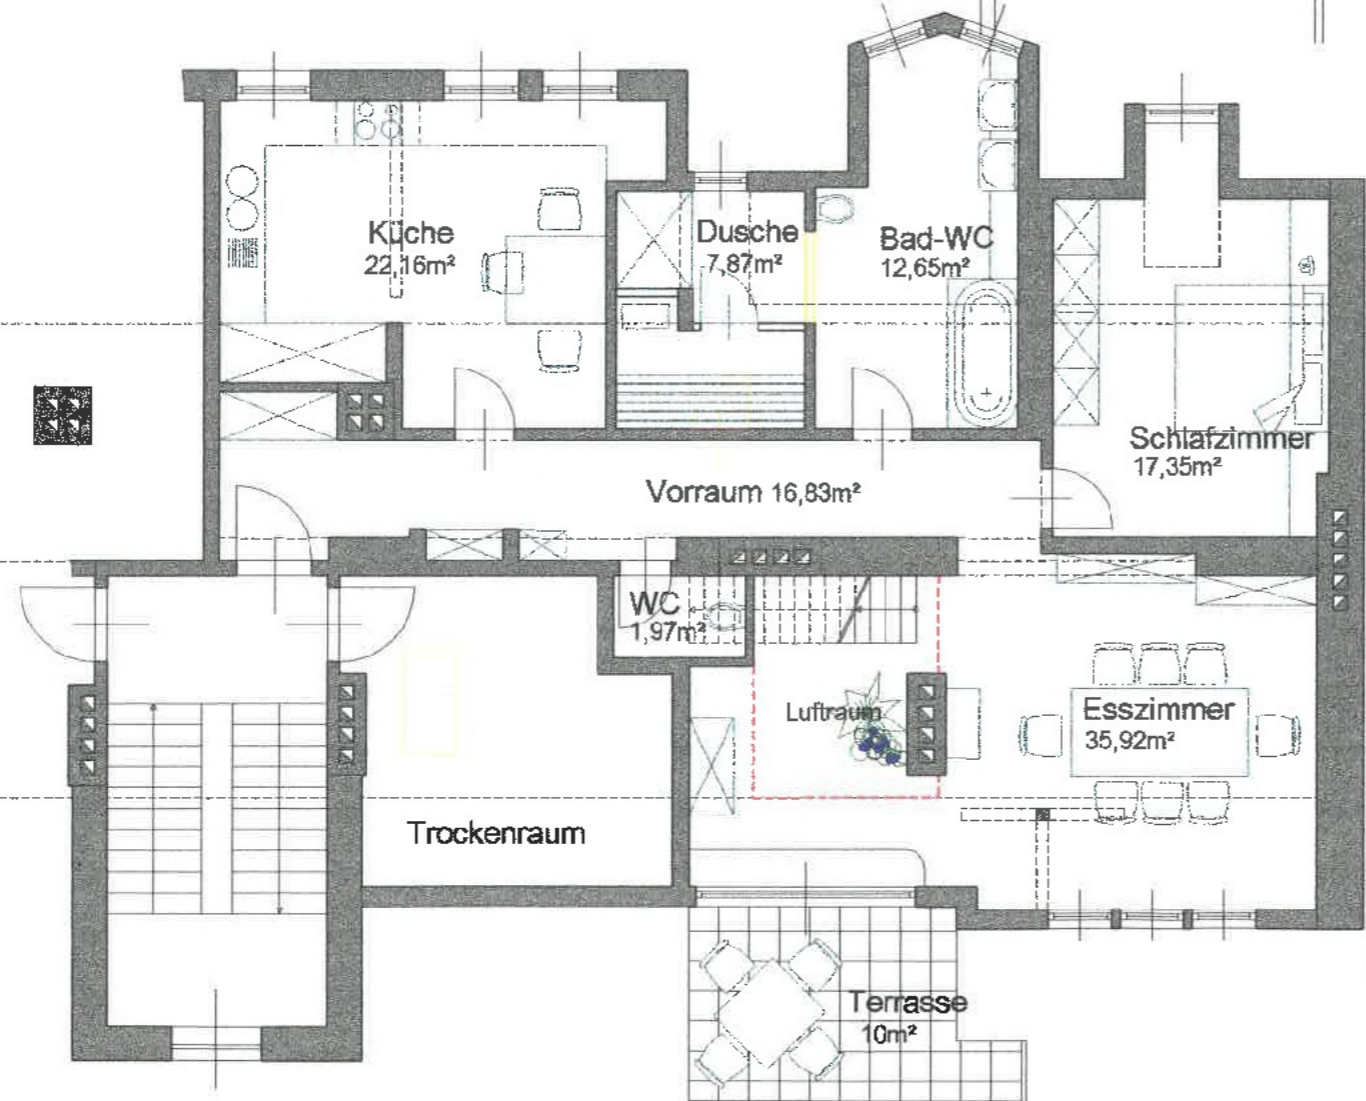 Küche
22,16m²
Dusche
7,87m²
Bad-WC
12,65m²
Schlafzimmer
17,35m²
Vorraum 16,83m²
WC
1,97m²
Luftraum
Esszimmer
35,92m²
Trockenraum
Terrasse
10m²